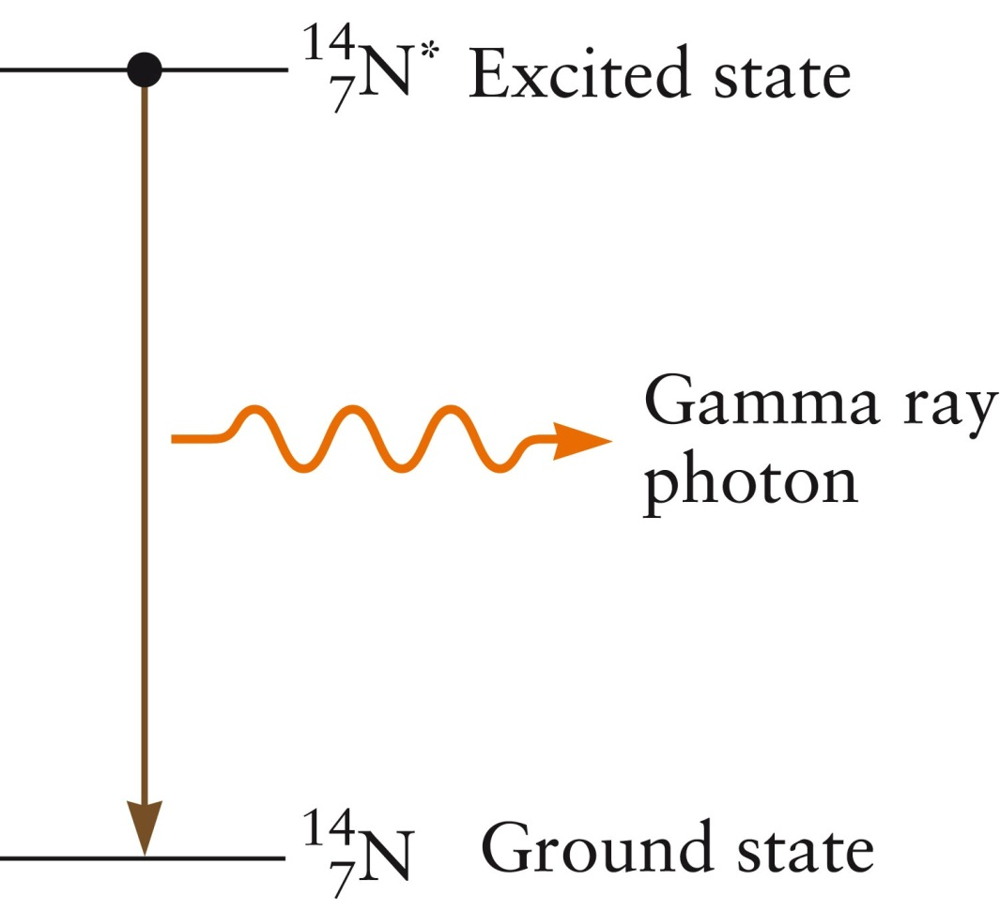 ¹⁴₇N* Excited state
Gamma ray
photon
¹⁴₇N Ground state